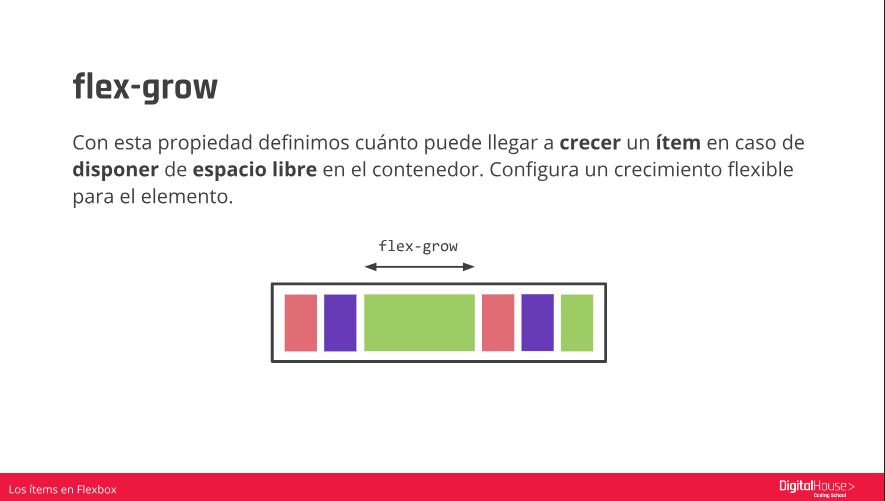 flex-grow
Con esta propiedad definimos cuánto puede llegar a crecer un ítem en caso de
disponer de espacio libre en el contenedor. Configura un crecimiento flexible
para el elemento.
flex-grow
Los ítems en Flexbox
DigitalHouse>
Coding School